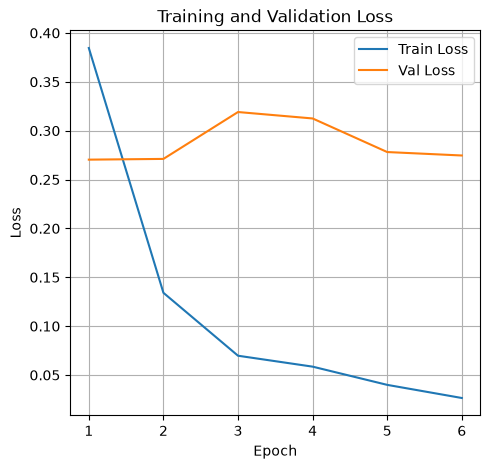 Training and Validation Loss
Train Loss
Val Loss
0.40
0.35
0.30
0.25
0.20
0.15
0.10
0.05
Loss
1 2 3 4 5 6
Epoch